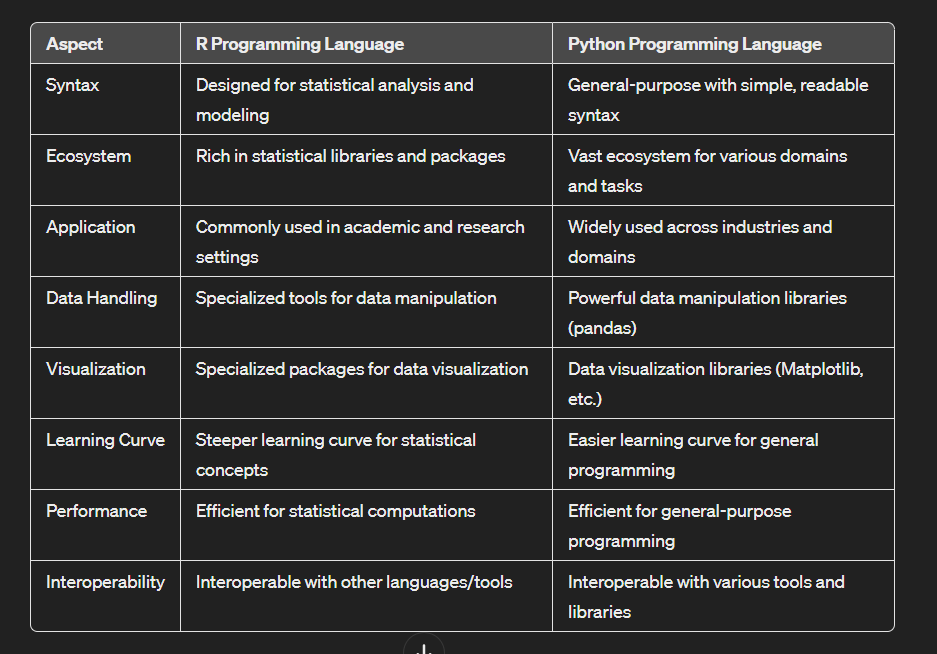 Aspect R Programming Language Python Programming Language
Syntax Designed for statistical analysis and General-purpose with simple, readable
modeling syntax
Ecosystem Rich in statistical libraries and packages Vast ecosystem for various domains
and tasks
Application Commonly used in academic and research Widely used across industries and
settings domains
Data Handling Specialized tools for data manipulation Powerful data manipulation libraries
(pandas)
Visualization Specialized packages for data visualization Data visualization libraries (Matplotlib,
etc.)
Learning Curve Steeper learning curve for statistical Easier learning curve for general
concepts programming
Performance Efficient for statistical computations Efficient for general-purpose
programming
Interoperability Interoperable with other languages/tools Interoperable with various tools and
libraries